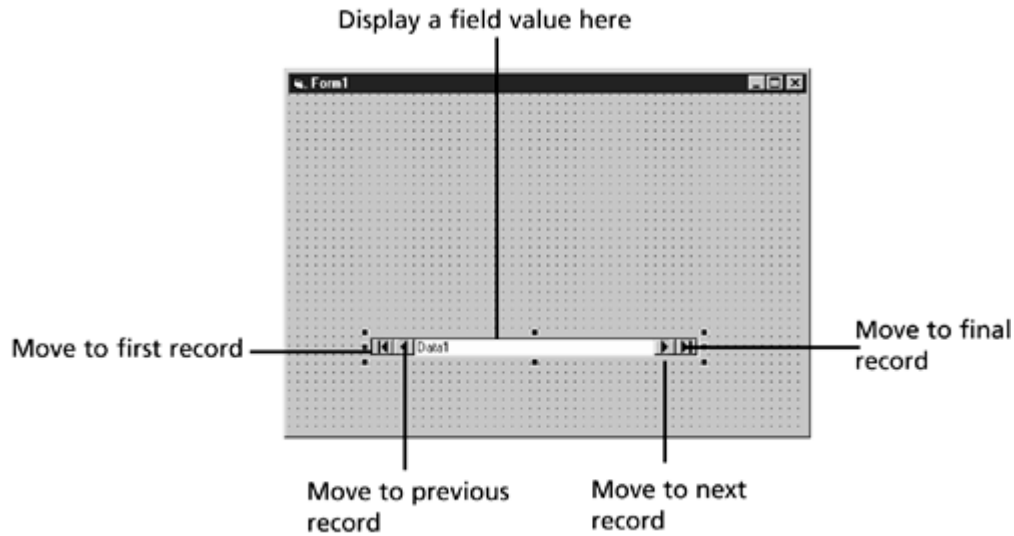 Display a field value here
Form1
Move to first record
Data1
Move to final
record
Move to previous
record
Move to next
record